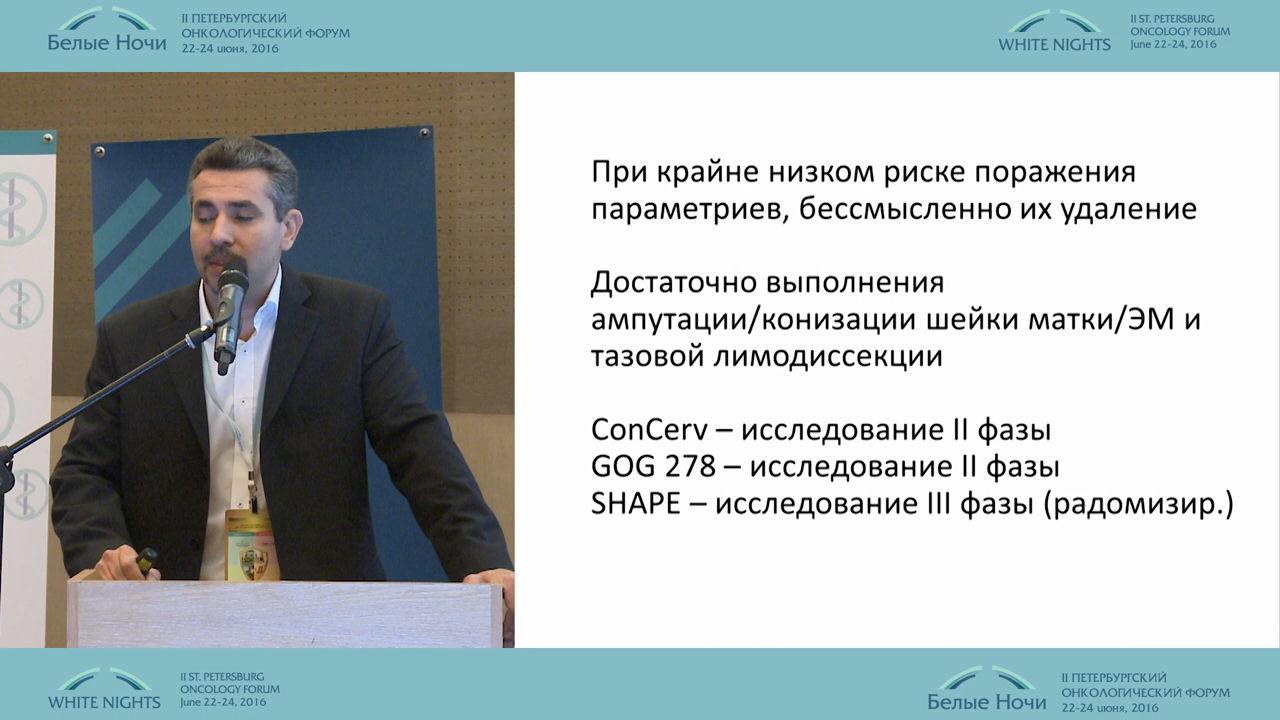 Белые Ночи
II ПЕТЕРБУРГСКИЙ
ОНКОЛОГИЧЕСКИЙ ФОРУМ
22-24 июня, 2016
WHITE NIGHTS
II ST. PETERSBURG
ONCOLOGY FORUM
June 22-24, 2016
При крайне низком риске поражения
параметриев, бессмысленно их удаление
Достаточно выполнения
ампутации/конизации шейки матки/ЭМ и
тазовой лимодиссекции
ConCerv – исследование II фазы
GOG 278 – исследование II фазы
SHAPE – исследование III фазы (радомизир.)
WHITE NIGHTS
II ST. PETERSBURG
ONCOLOGY FORUM
June 22-24, 2016
Белые Ночи
II ПЕТЕРБУРГСКИЙ
ОНКОЛОГИЧЕСКИЙ ФОРУМ
22-24 июня, 2016